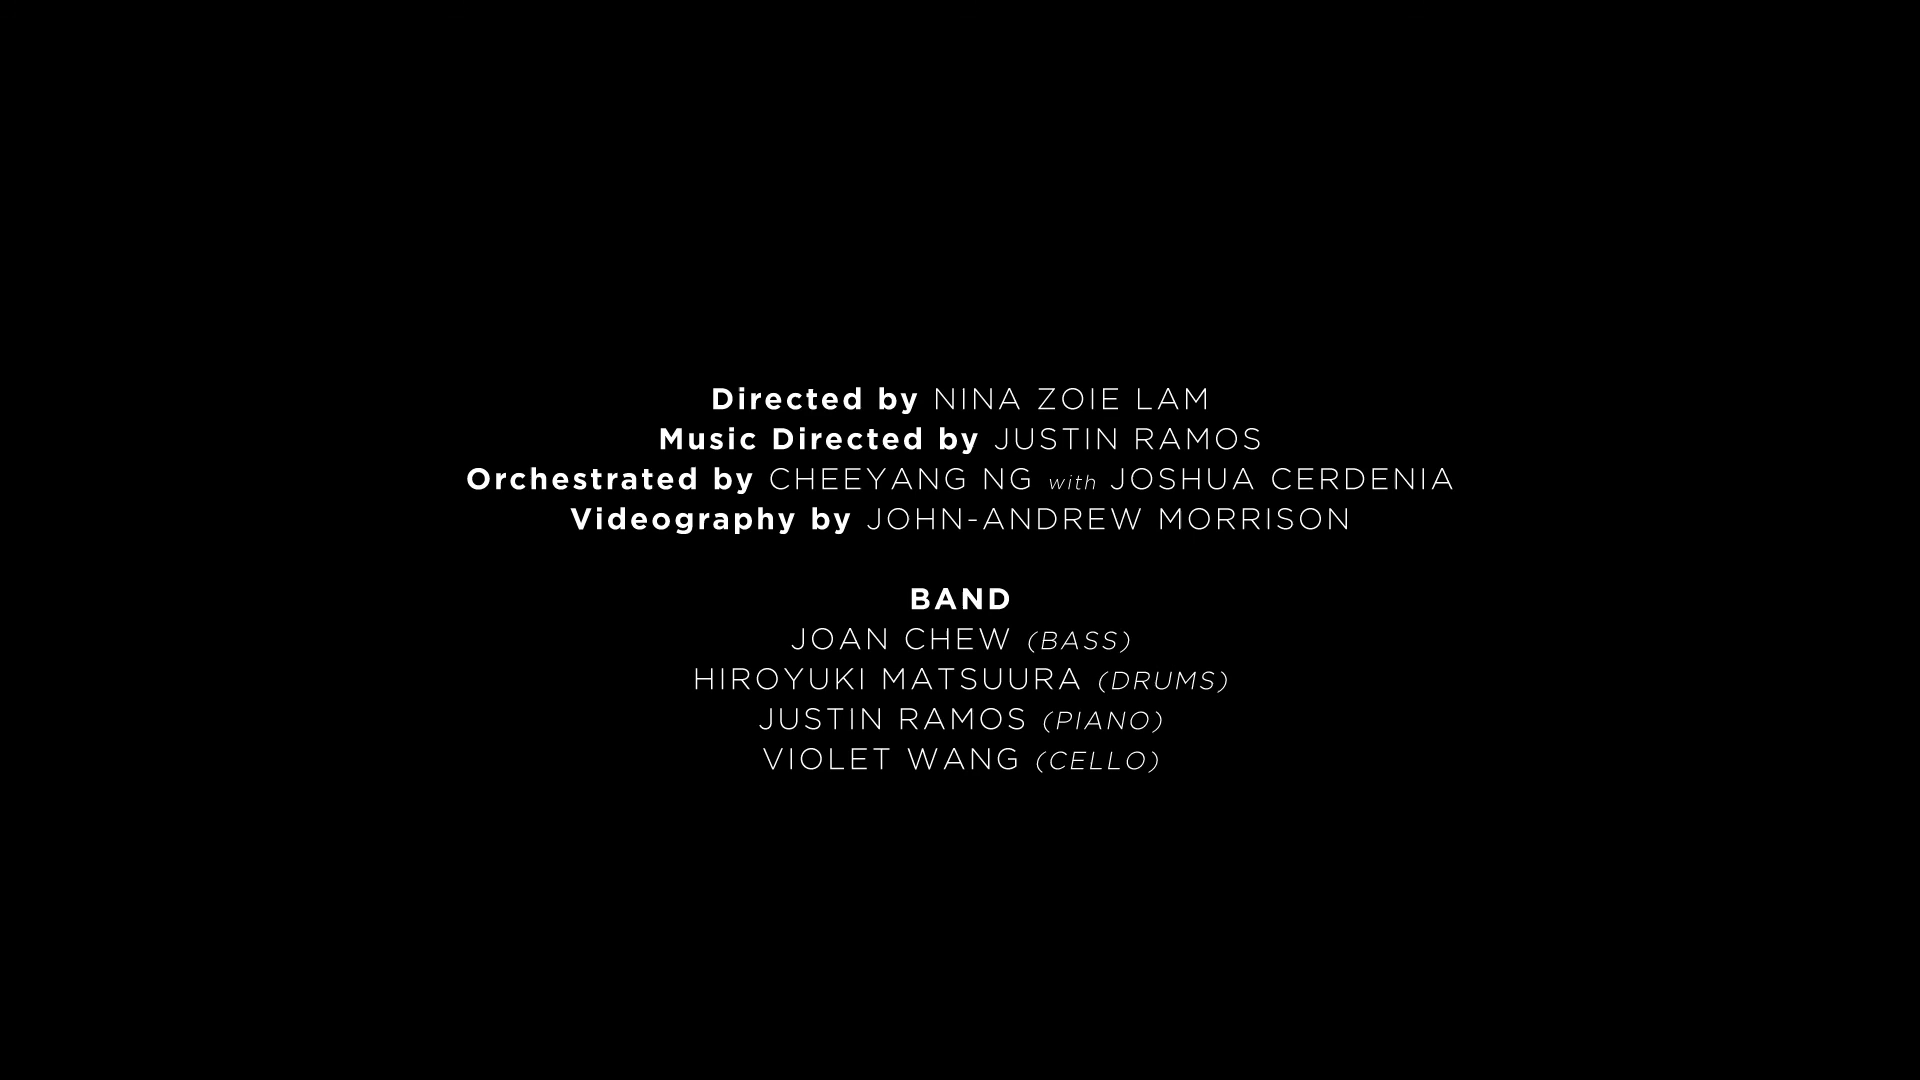 Directed by NINA ZOIE LAM
Music Directed by JUSTIN RAMOS
Orchestrated by CHEEYANG NG with JOSHUA CERDENIA
Videography by JOHN-ANDREW MORRISON
BAND
JOAN CHEW (BASS)
HIROYUKI MATSUURA (DRUMS)
JUSTIN RAMOS (PIANO)
VIOLET WANG (CELLO)